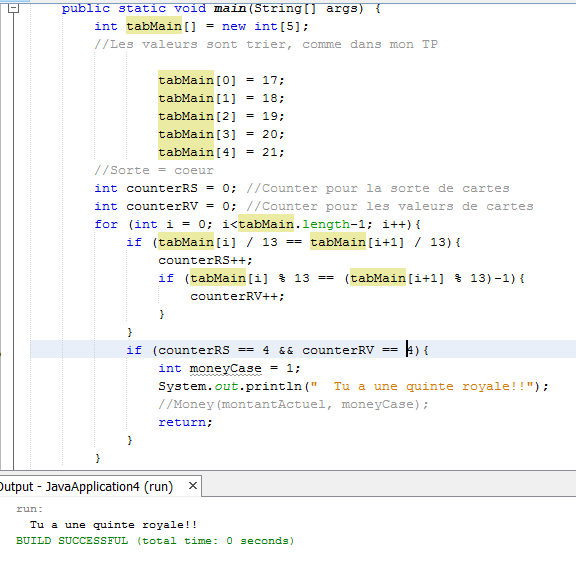 public static void main(String[] args) {
int tabMain[] = new int[5];
//Les valeurs sont trier, comme dans mon TP
tabMain[0] = 17;
tabMain[1] = 18;
tabMain[2] = 19;
tabMain[3] = 20;
tabMain[4] = 21;
//Sorte = coeur
int counterRS = 0; //Counter pour la sorte de cartes
int counterRV = 0; //Counter pour les valeurs de cartes
for (int i = 0; i<tabMain.length-1; i++){
if (tabMain[i] / 13 == tabMain[i+1] / 13){
counterRS++;
if (tabMain[i] % 13 == (tabMain[i+1] % 13)-1){
counterRV++;
}
}
if (counterRS == 4 && counterRV == 4){
int moneyCase = 1;
System.out.println("  Tu a une quinte royale!!");
//Money(montantActuel, moneyCase);
return;
}
}
Output - JavaApplication4 (run) ×
run:
Tu a une quinte royale!!
BUILD SUCCESSFUL (total time: 0 seconds)